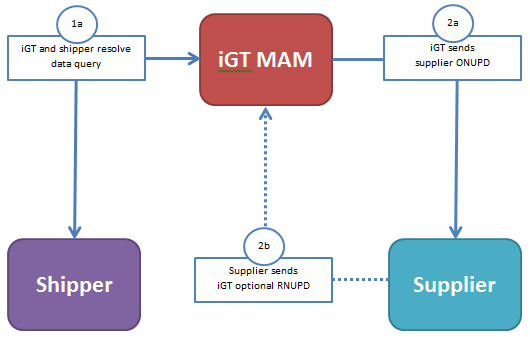 1a
iGT and shipper resolve
data query
iGT MAM
2a
iGT sends
supplier ONUPD
2b
Supplier sends
iGT optional RNUPD
Shipper
Supplier